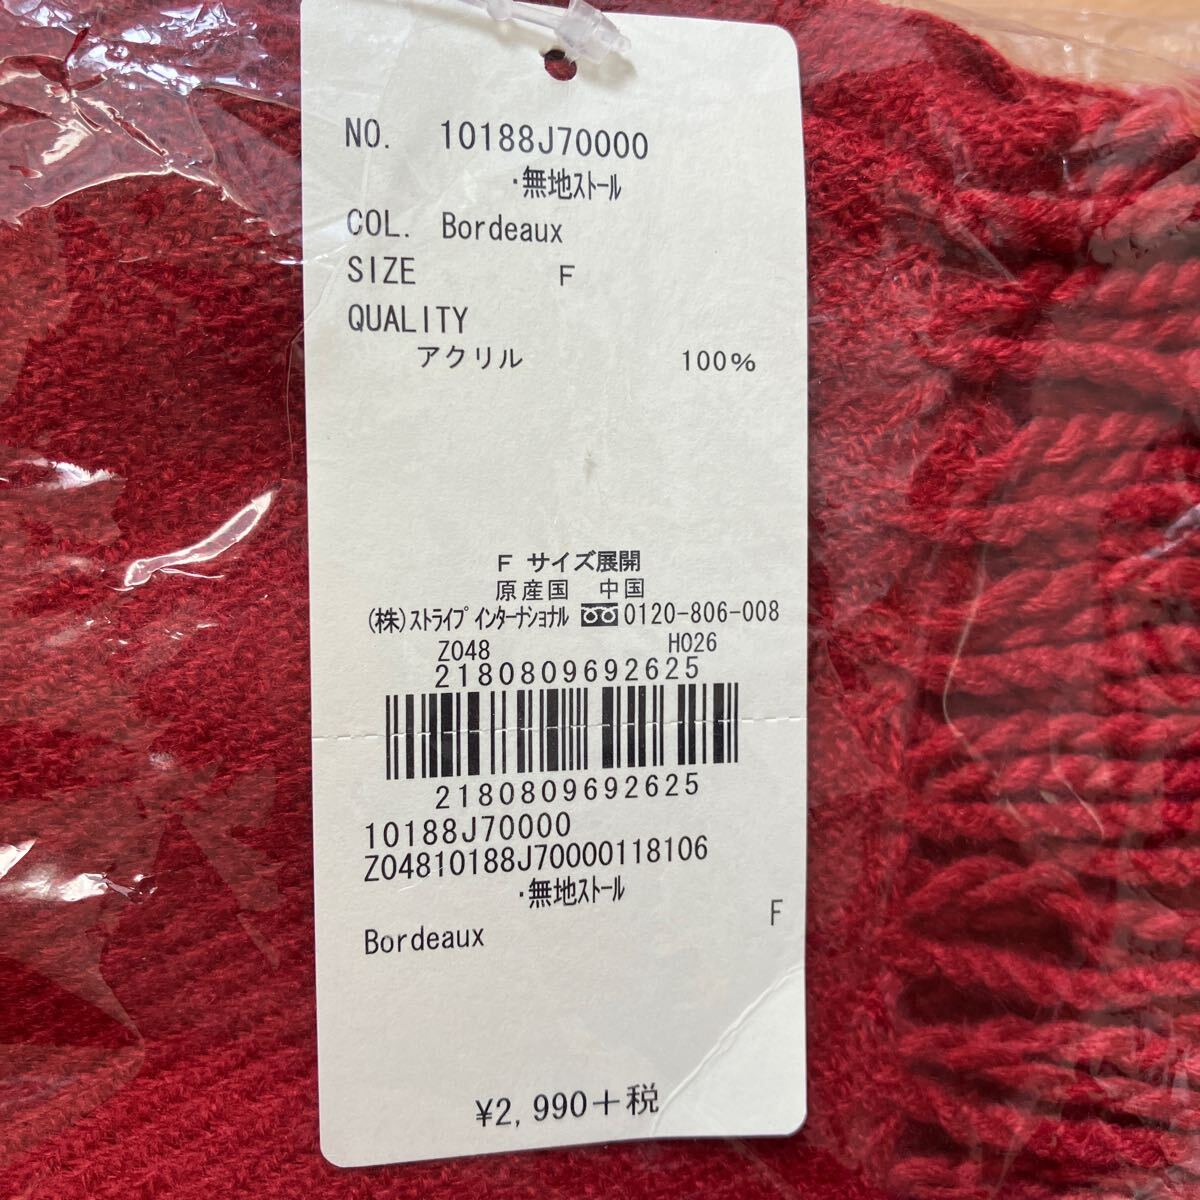 NO. 10188J70000
・無地ストール
COL. Bordeaux
SIZE F
QUALITY
アクリル 100%
F サイズ展開
原産国 中国
(株)ストライプインターナショナル 0120-806-008
Z048 H026
2180809692625
2180809692625
10188J70000
Z04810188J70000118106
・無地ストール
F
Bordeaux
¥2,990+税